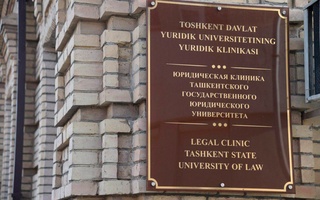 TOSHKENT DAVLAT
YURIDIK UNIVERSITETINING
YURIDIK KLINIKASI
***
ЮРИДИЧЕСКАЯ КЛИНИКА
ТАШКЕНТСКОГО
ГОСУДАРСТВЕННОГО
ЮРИДИЧЕСКОГО
УНИВЕРСИТЕТА
***
LEGAL CLINIC
TASHKENT STATE
UNIVERSITY OF LAW